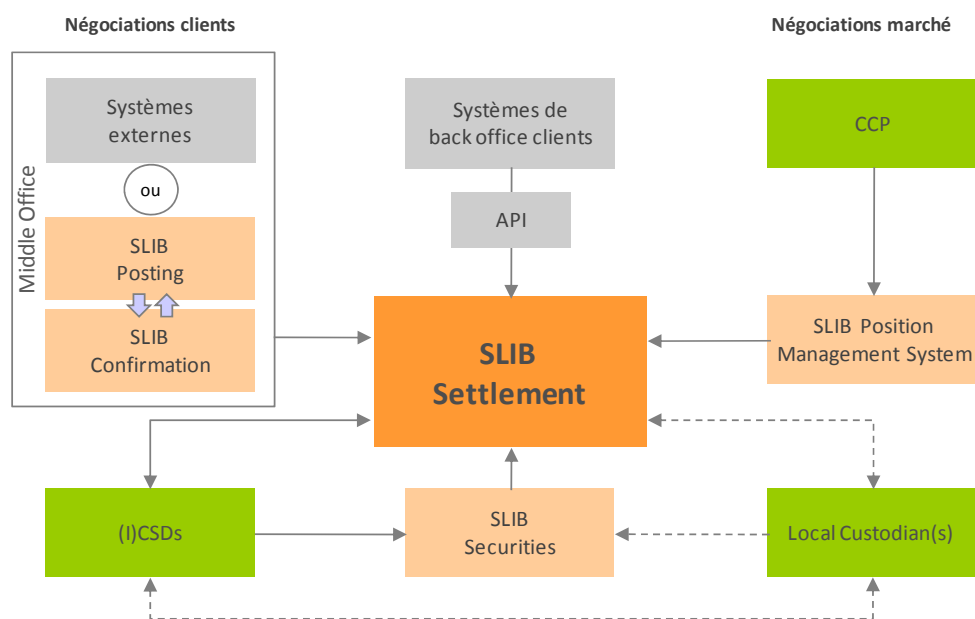 Négociations clients
Négociations marché
Middle Office
Systèmes
externes
ou
SLIB
Posting
SLIB
Confirmation
Systèmes de
back office clients
API
CCP
SLIB
Settlement
SLIB Position
Management System
(I)CSDs
SLIB
Securities
Local Custodian(s)